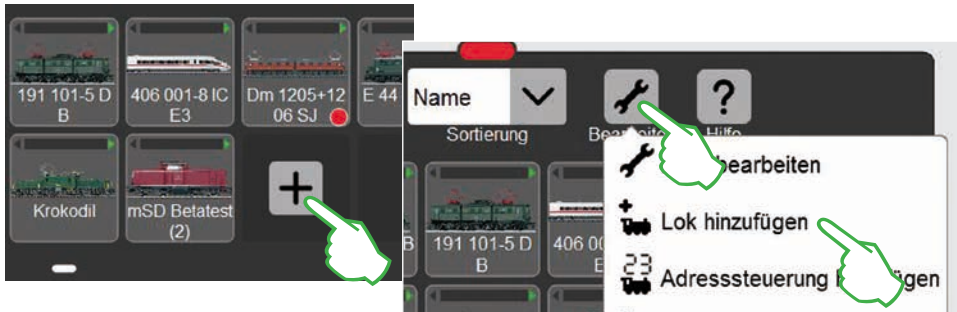 191 101-5 D
B
406 001-8 IC
E3
Dm 1205+12
06 SJ
E 44
Krokodil
mSD Betatest
(2)
Name
Sortierung
?
bearbeiten
Lok hinzufügen
23
Adresssteuerung
191 101-5 D
B